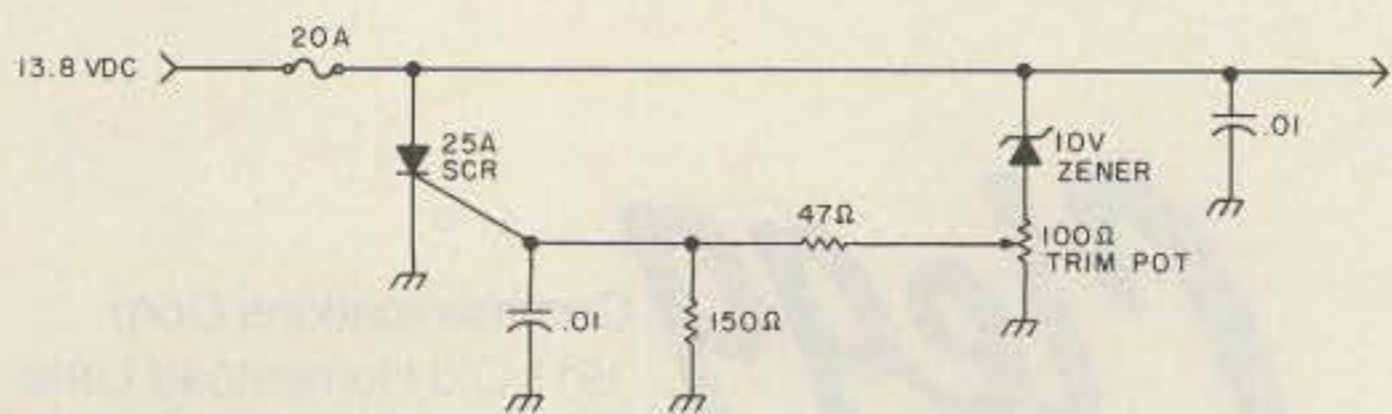 20A
13.8 VDC
25A
SCR
10V
ZENER
.01
47Ω
100Ω
TRIM POT
.01
150Ω